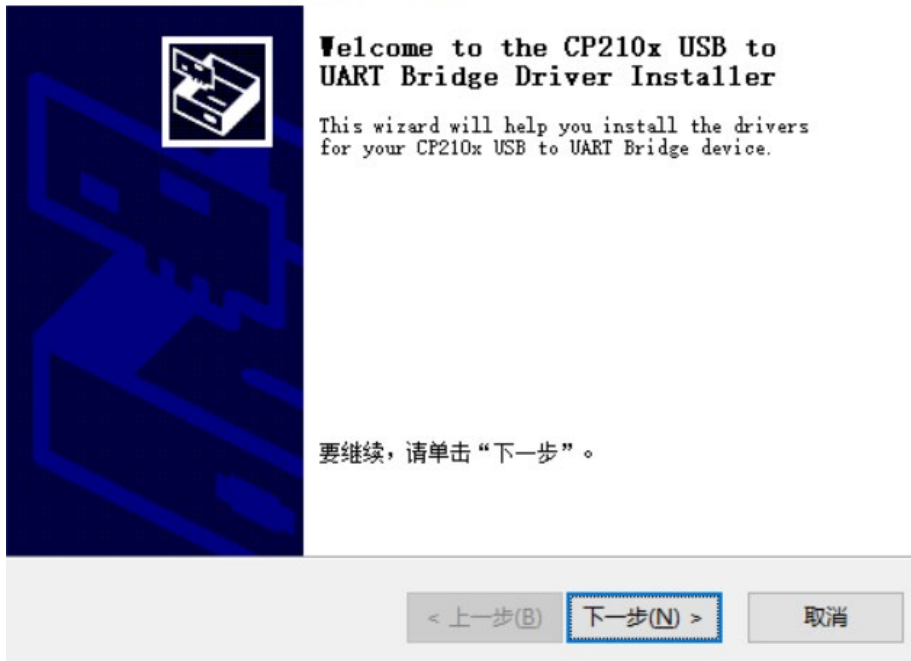 Welcome to the CP210x USB to
UART Bridge Driver Installer
This wizard will help you install the drivers
for your CP210x USB to UART Bridge device.
要继续，请单击“下一步”。
< 上一步(B)
下一步(N) >
取消